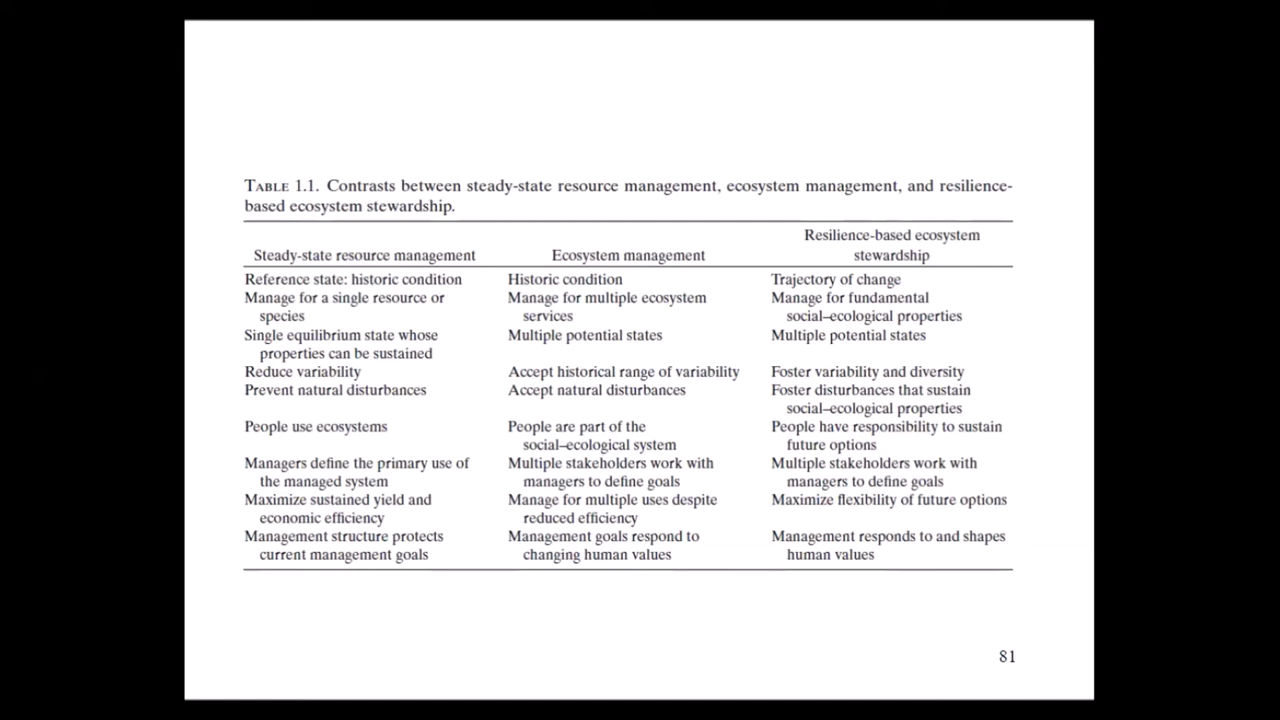 TABLE 1.1. Contrasts between steady-state resource management, ecosystem management, and resilience-
based ecosystem stewardship.
Steady-state resource management
Ecosystem management
Resilience-based ecosystem
stewardship
Reference state: historic condition
Historic condition
Trajectory of change
Manage for a single resource or
species
Manage for multiple ecosystem
services
Manage for fundamental
social–ecological properties
Single equilibrium state whose
properties can be sustained
Multiple potential states
Multiple potential states
Reduce variability
Accept historical range of variability
Foster variability and diversity
Prevent natural disturbances
Accept natural disturbances
Foster disturbances that sustain
social–ecological properties
People use ecosystems
People are part of the
social–ecological system
People have responsibility to sustain
future options
Managers define the primary use of
the managed system
Multiple stakeholders work with
managers to define goals
Multiple stakeholders work with
managers to define goals
Maximize sustained yield and
economic efficiency
Manage for multiple uses despite
reduced efficiency
Maximize flexibility of future options
Management structure protects
current management goals
Management goals respond to
changing human values
Management responds to and shapes
human values
81